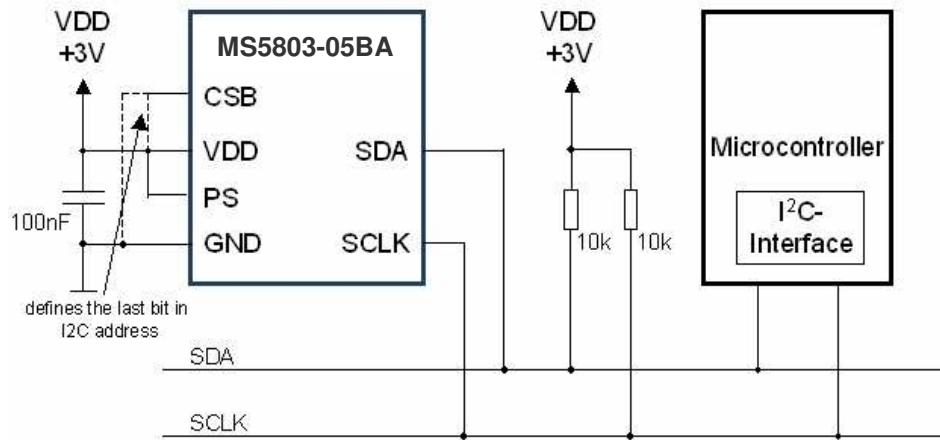 VDD
+3V
100nF
defines the last bit in
I2C address
MS5803-05BA
CSB
VDD
PS
GND
SDA
SCLK
VDD
+3V
10k
10k
Microcontroller
I²C-
Interface
SDA
SCLK